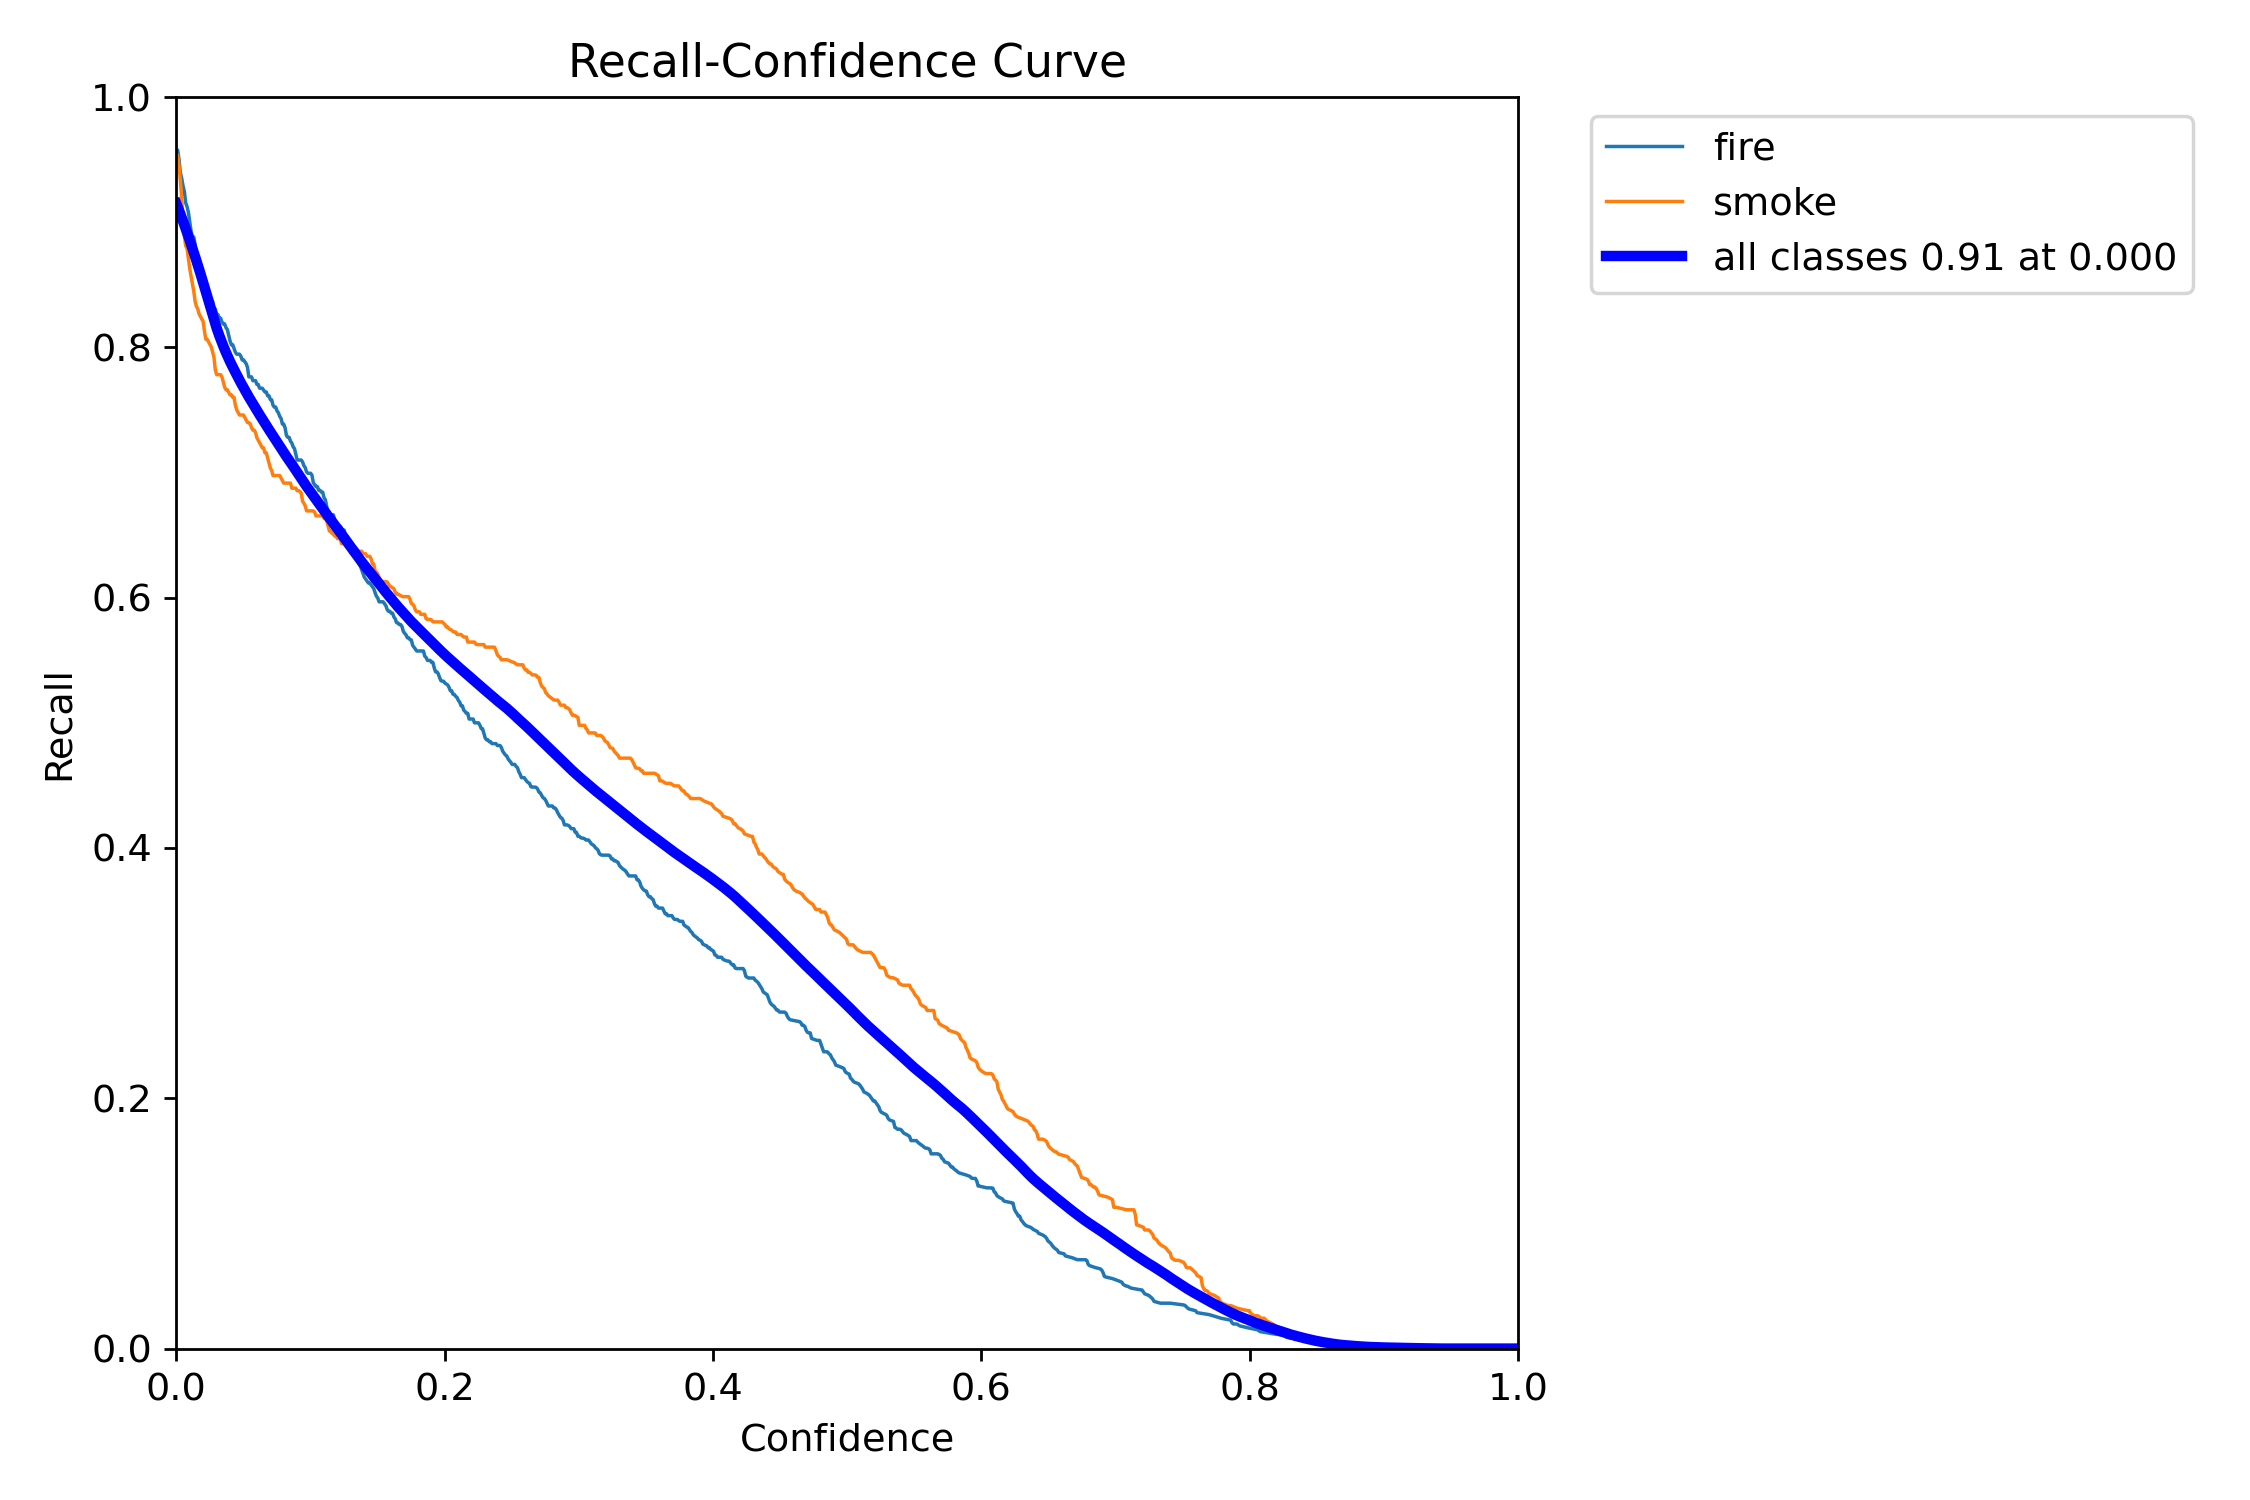 Recall-Confidence Curve
1.0
0.8
0.6
0.4
0.2
0.0
Recall
0.0 0.2 0.4 0.6 0.8 1.0
Confidence
fire
smoke
all classes 0.91 at 0.000